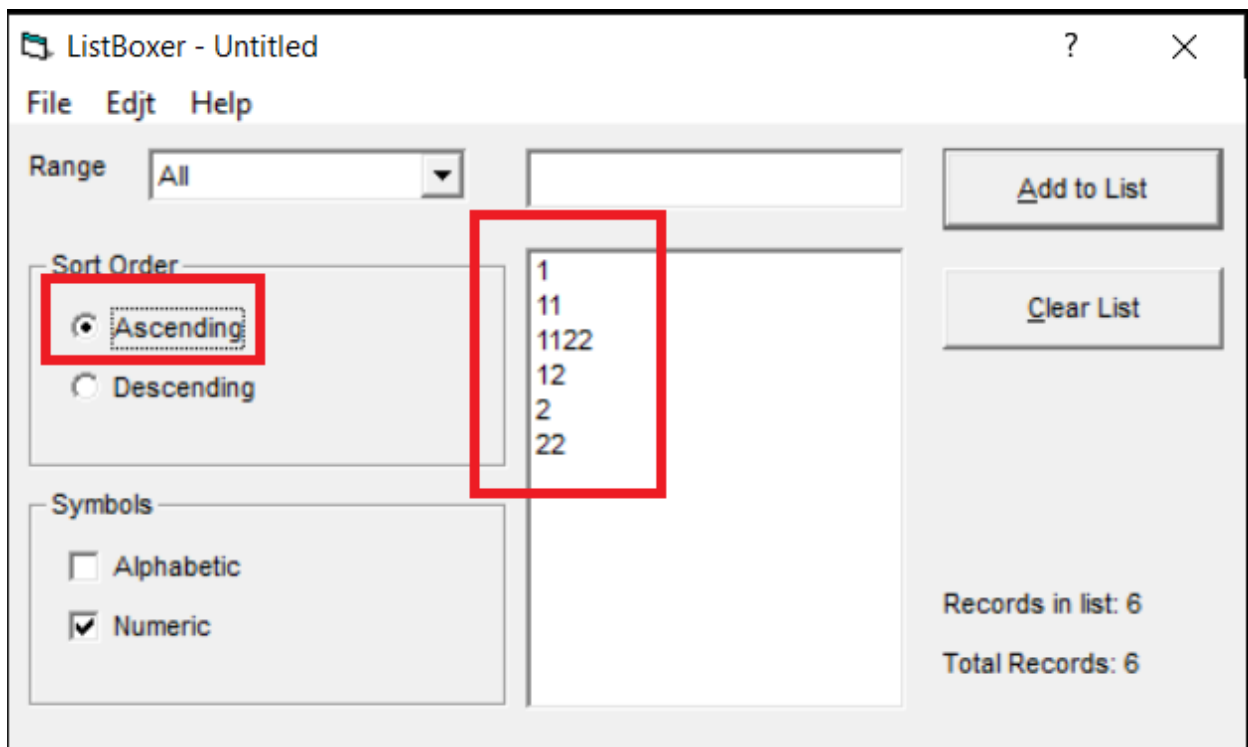 ListBoxer - Untitled
?
File Edjt Help
Range
All
Add to List
Sort Order
Ascending
Descending
1
11
1122
12
2
22
Clear List
Symbols
Alphabetic
Numeric
Records in list: 6
Total Records: 6